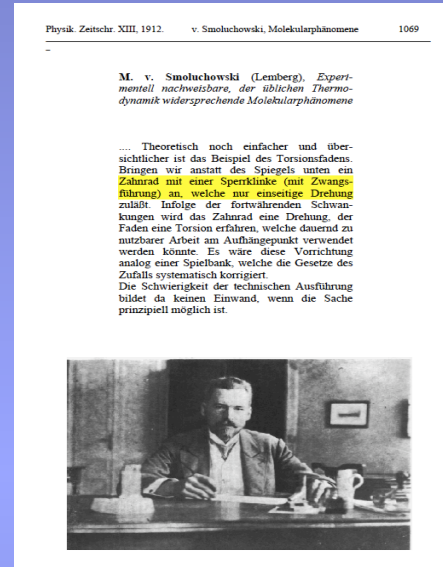 Physik. Zeitschr. XIII, 1912. v. Smoluchowski, Molekularphänomene 1069
M. v. Smoluchowski (Lemberg), Experi-
mentell nachweisbare, der üblichen Thermo-
dynamik widersprechende Molekularphänomene
.... Theoretisch noch einfacher und über-
sichtlicher ist das Beispiel des Torsionsfadens.
Bringen wir anstatt des Spiegels unten ein
Zahnrad mit einer Sperrklinke (mit Zwangs-
führung) an, welche nur einseitige Drehung
zuläßt. Infolge der fortwährenden Schwan-
kungen wird das Zahnrad eine Drehung, der
Faden eine Torsion erfahren, welche dauernd zu
nutzbarer Arbeit am Aufhängepunkt verwendet
werden könnte. Es wäre diese Vorrichtung
analog einer Spielbank, welche die Gesetze des
Zufalls systematisch korrigiert.
Die Schwierigkeit der technischen Ausführung
bildet da keinen Einwand, wenn die Sache
prinzipiell möglich ist.